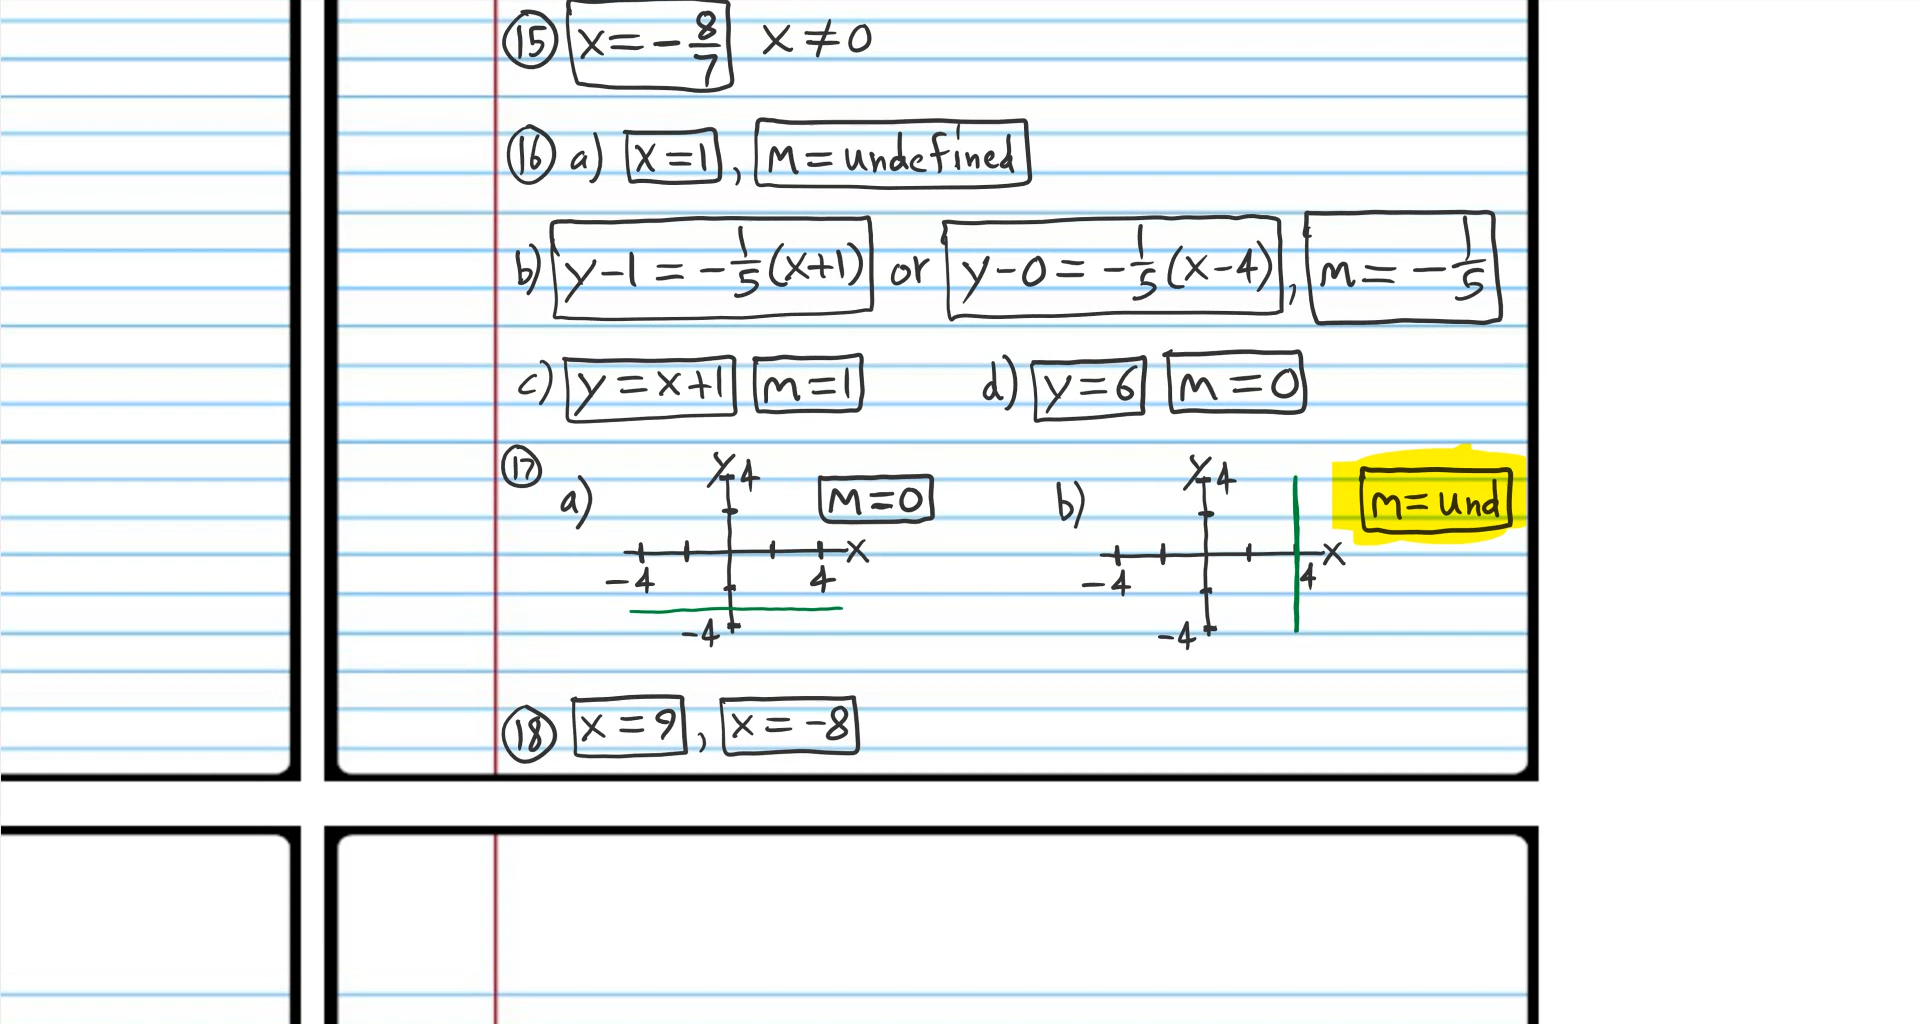 15 x = -8/7 x ≠ 0
16 a) x = 1, m = undefined
b) y - 1 = -1/5(x+1) or y - 0 = -1/5(x-4), m = -1/5
c) y = x+1 m = 1 d) y = 6 m = 0
17
a) y 4 m = 0 b) y 4 m = und
x x
-4 4 -4 4
-4 -4
18 x = 9, x = -8